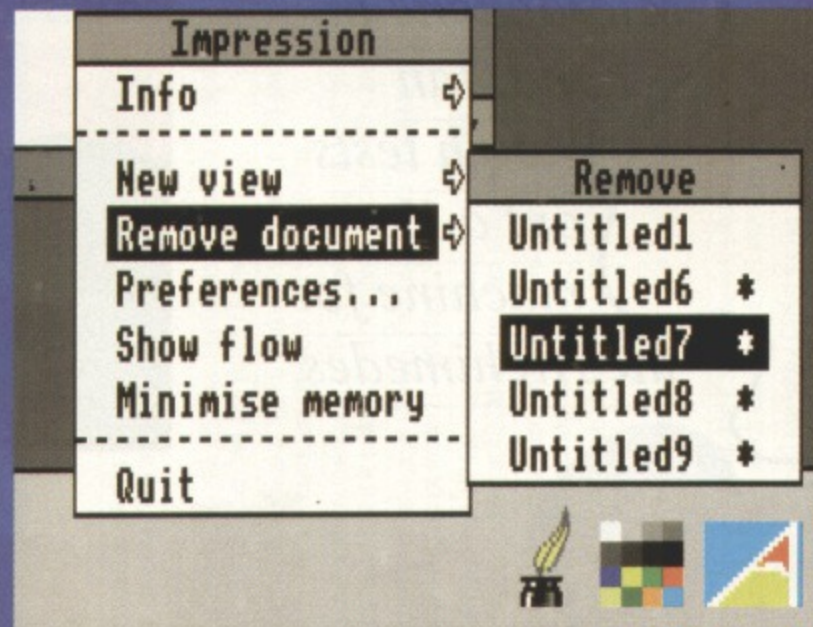 Impression
Info
New view
Remove document
Preferences...
Show flow
Minimise memory
Quit
Remove
Untitled1
Untitled6 *
Untitled7 *
Untitled8 *
Untitled9 *